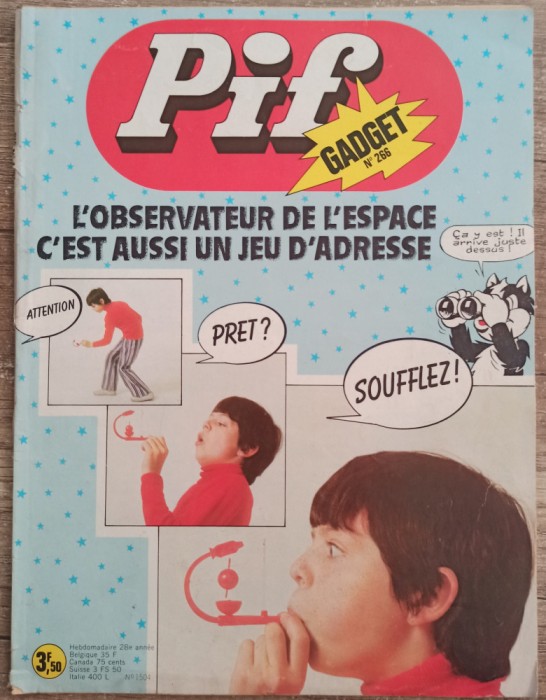 Pif
GADGET
N° 266
L'OBSERVATEUR DE L'ESPACE
C'EST AUSSI UN JEU D'ADRESSE
Ça y est ! Il
arrive juste
dessus !
ATTENTION
PRET ?
SOUFFLEZ !
3F,50
Hebdomadaire 28e année
Belgique 35 F
Canada 75 cents
Suisse 3 FS 50
Italie 400 L N° 1504